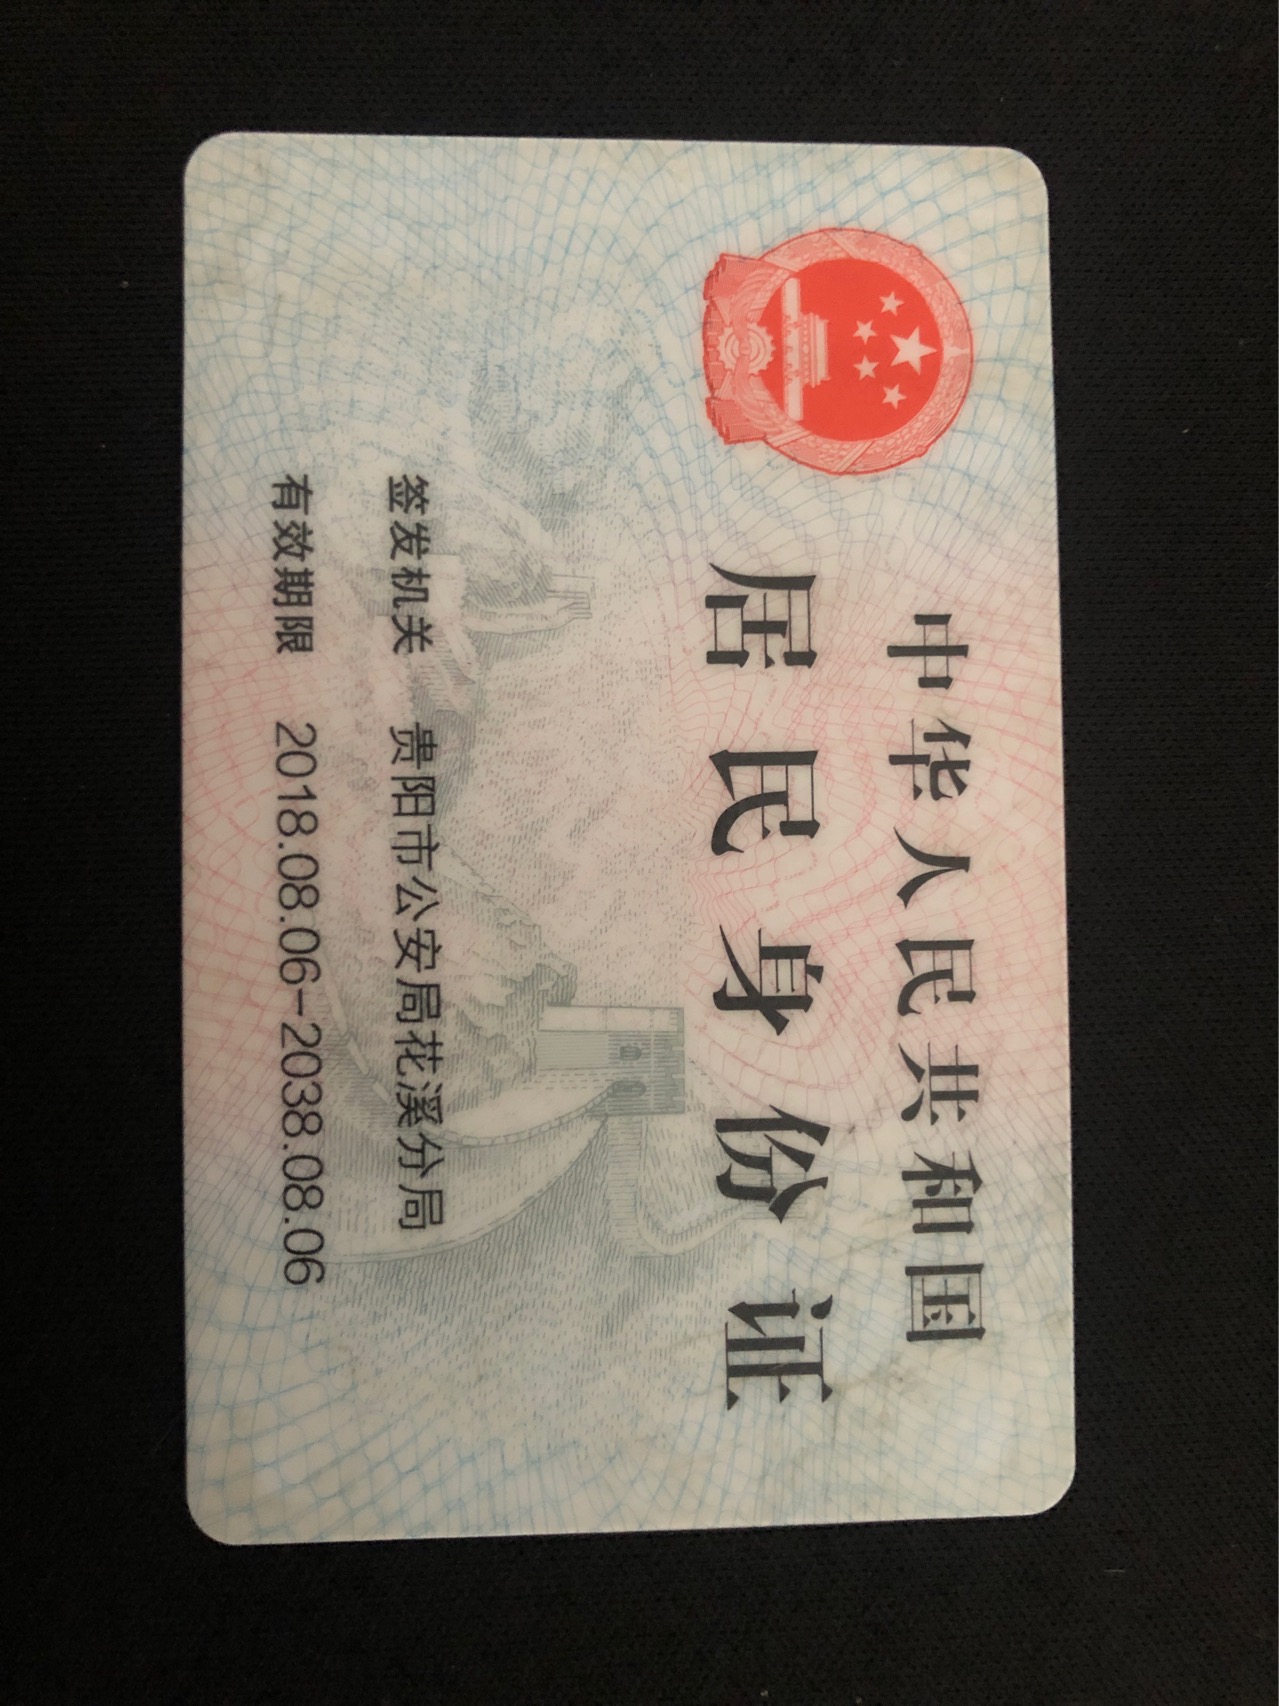 中华人民共和国
居民身份证
签发机关 贵阳市公安局花溪分局
有效期限 2018.08.06-2038.08.06